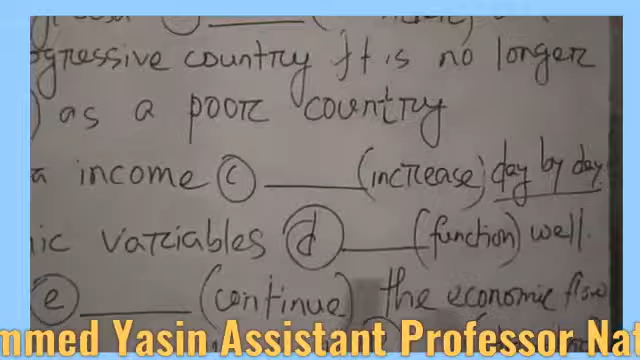 ogressive country It is no longer
) as a poor country
a income (c) ______ (increase) day by day
ic variables (d) ______ (function) well.
(e) ______ (continue) the economic flow
mmed Yasin Assistant Professor Nat